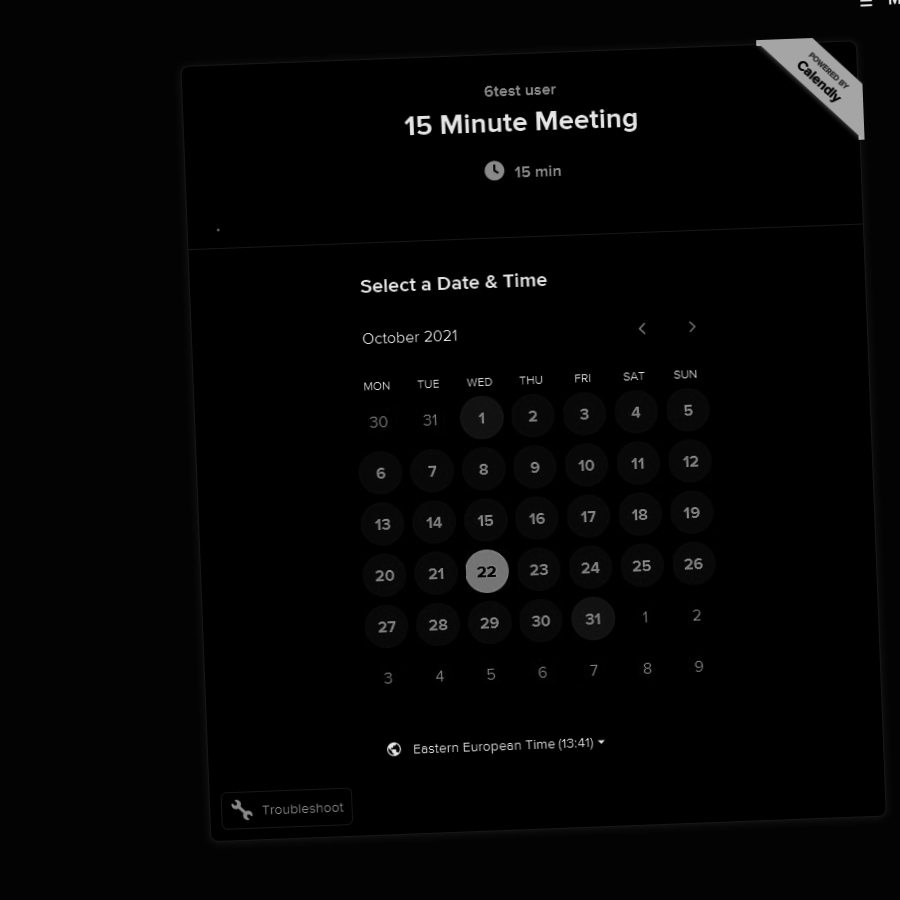 M
POWERED BY
Calendly
6test user
15 Minute Meeting
15 min
Select a Date & Time
October 2021
MON TUE WED THU FRI SAT SUN
30 31 1 2 3 4 5
6 7 8 9 10 11 12
13 14 15 16 17 18 19
20 21 22 23 24 25 26
27 28 29 30 31 1 2
3 4 5 6 7 8 9
Eastern European Time (13:41)
Troubleshoot